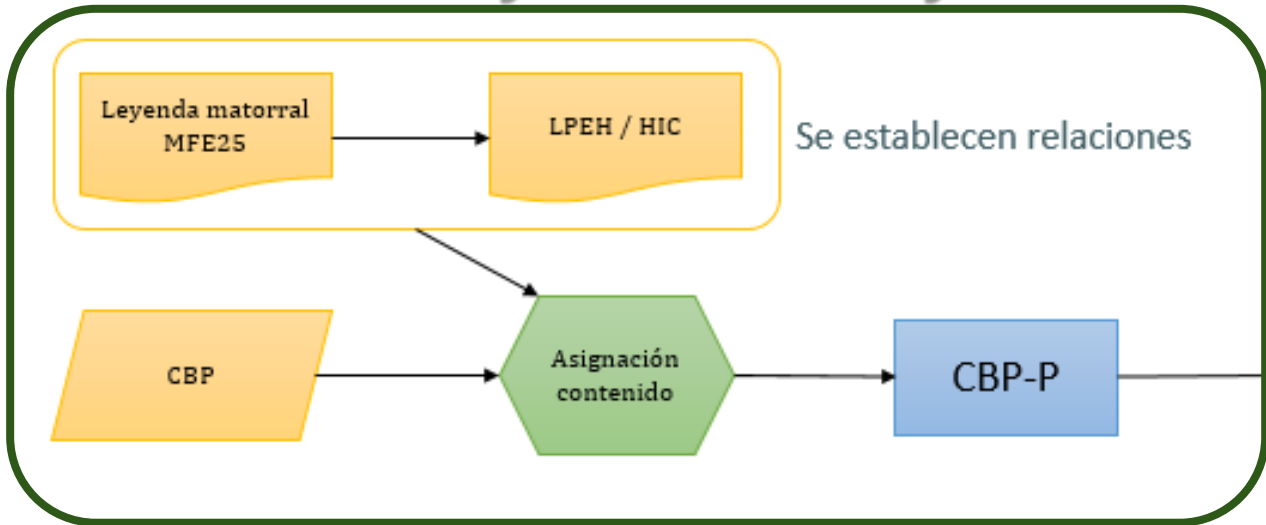 Leyenda matorral
MFE25
LPEH / HIC
Se establecen relaciones
CBP
Asignación
contenido
CBP-P